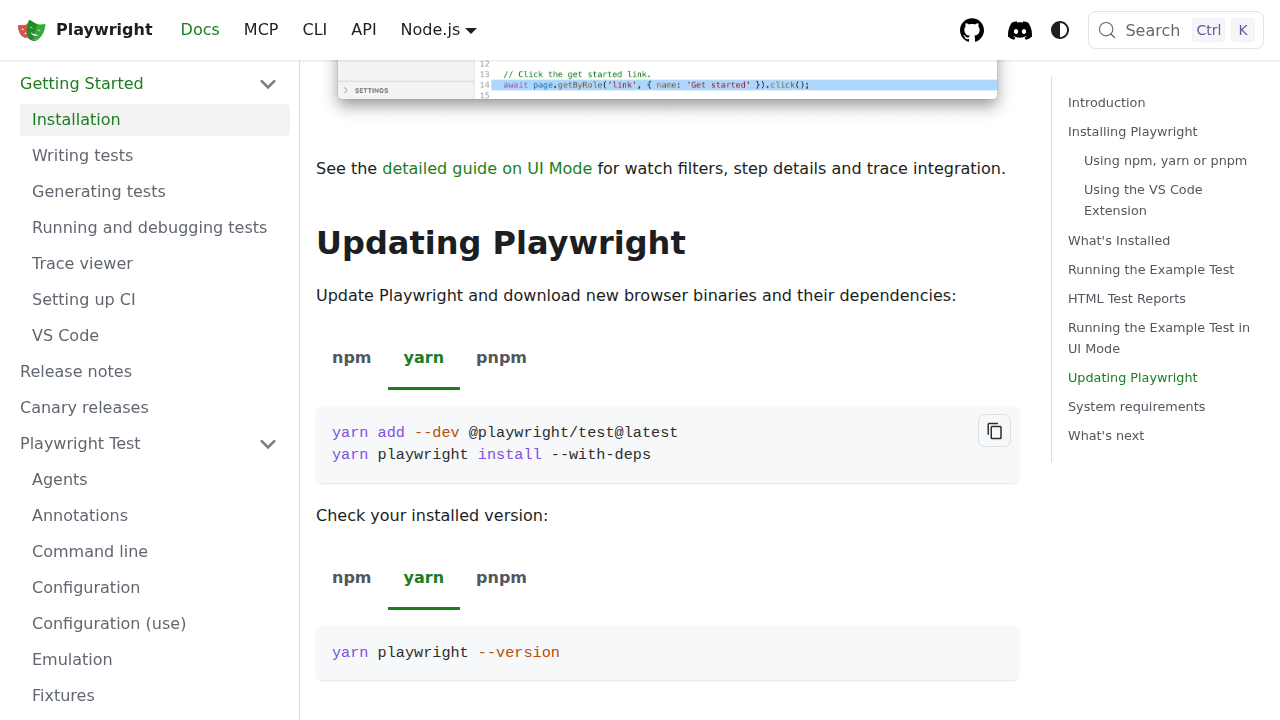 Playwright
Docs
MCP
CLI
API
Node.js
Search
Ctrl
K
Getting Started
Installation
Writing tests
Generating tests
Running and debugging tests
Trace viewer
Setting up CI
VS Code
Release notes
Canary releases
Playwright Test
Agents
Annotations
Command line
Configuration
Configuration (use)
Emulation
Fixtures
SETTINGS
12
13 // Click the get started link.
14 await page.getByRole('link', { name: 'Get started' }).click();
15
See the detailed guide on UI Mode for watch filters, step details and trace integration.
Updating Playwright
Update Playwright and download new browser binaries and their dependencies:
npm yarn pnpm
yarn add --dev @playwright/test@latest
yarn playwright install --with-deps
Check your installed version:
npm yarn pnpm
yarn playwright --version
Introduction
Installing Playwright
Using npm, yarn or pnpm
Using the VS Code
Extension
What's Installed
Running the Example Test
HTML Test Reports
Running the Example Test in
UI Mode
Updating Playwright
System requirements
What's next